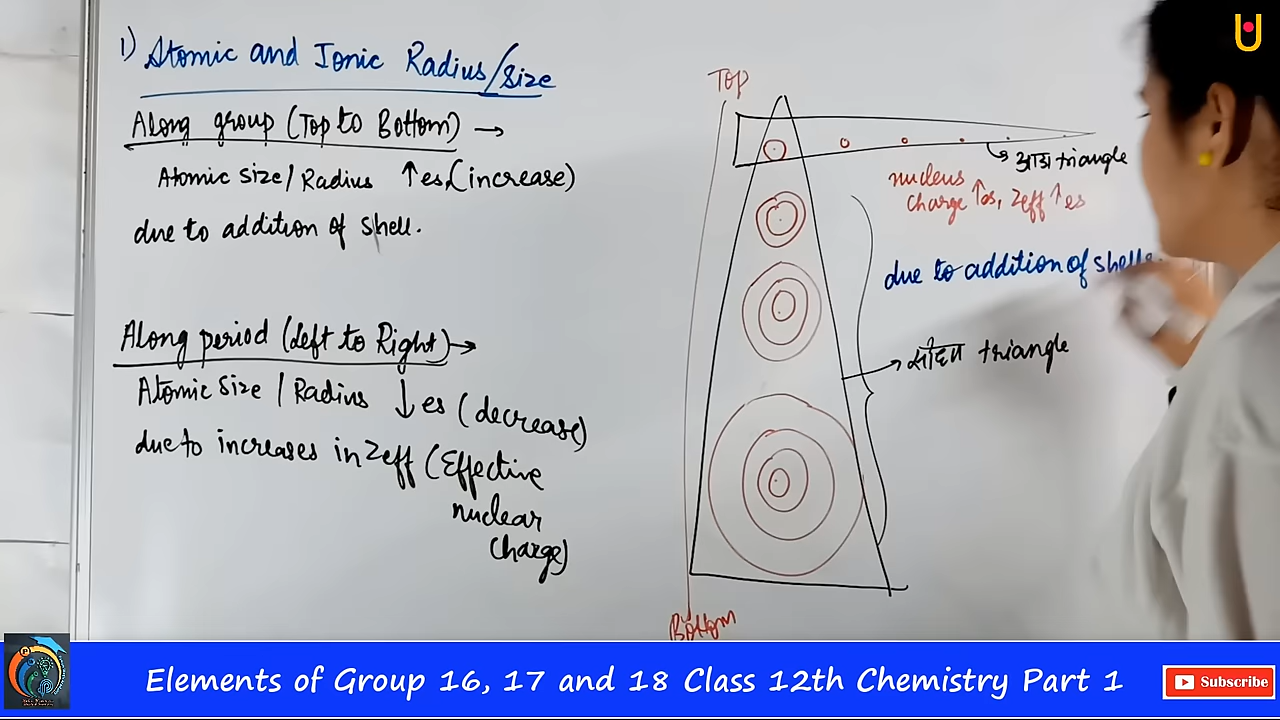 1) Atomic and Ionic Radius/Size
Along group (Top to Bottom) →
Atomic Size/Radius ↑es, (increase)
due to addition of shell.
Along period (Left to Right) →
Atomic Size / Radius ↓es (decrease)
due to increases in Zeff (Effective
nuclear
charge)
Top
आडा triangle
nucleus
charge ↑es, Zeff ↑es
due to addition of shells.
triangle
Bottom
Elements of Group 16, 17 and 18 Class 12th Chemistry Part 1
Subscribe